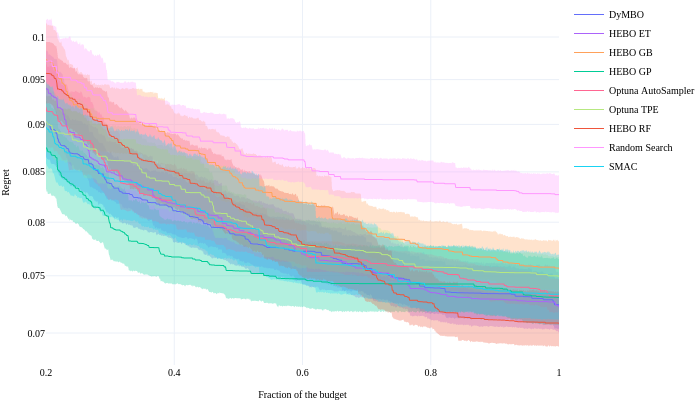 0.1
0.095
0.09
0.085
0.08
0.075
0.07
Regret
0.2
0.4
0.6
0.8
1
Fraction of the budget
DyMBO
HEBO ET
HEBO GB
HEBO GP
Optuna AutoSampler
Optuna TPE
HEBO RF
Random Search
SMAC